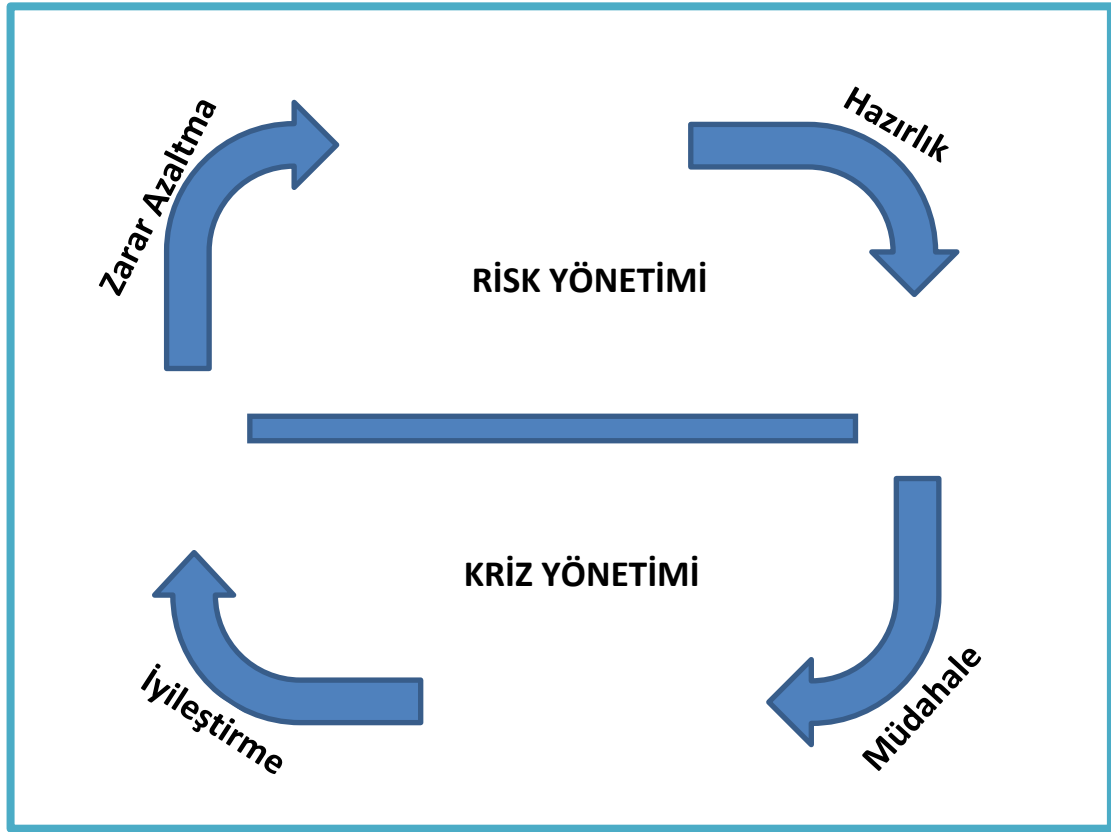 Zarar Azaltma
Hazırlık
RİSK YÖNETİMİ
KRİZ YÖNETİMİ
İyileştirme
Müdahale